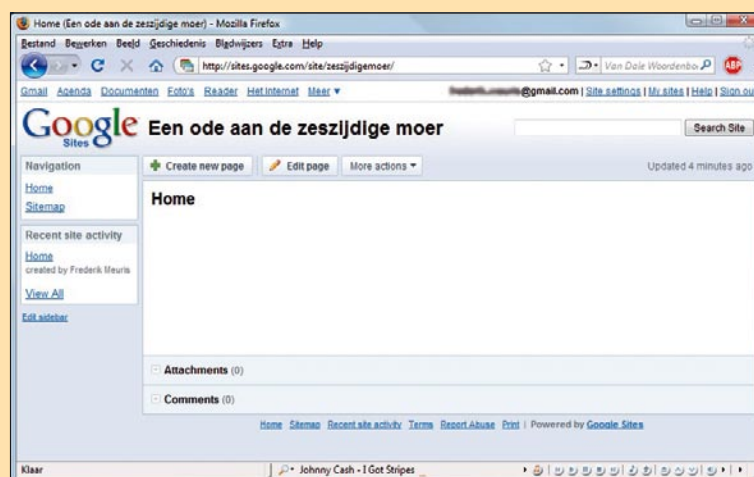 Home (Een ode aan de zeszijdige moer) - Mozilla Firefox
Bestand Bewerken Beeld Geschiedenis Bladwijzers Extra Help
http://sites.google.com/site/zeszijdigemoer/
Van Dale Woordenbo
ABP
Gmail Agenda Documenten Foto's Reader Het Internet Meer ▼
@gmail.com | Site settings | My sites | Help | Sign ou
Google Sites
Een ode aan de zeszijdige moer
Search Site
Navigation
Home
Sitemap
Create new page Edit page More actions ▼ Updated 4 minutes ago
Home
Recent site activity
Home
created by Frederik Meuris
View All
Edit sidebar
Attachments (0)
Comments (0)
Home Sitemap Recent site activity Terms Report Abuse Print | Powered by Google Sites
Klaar
Johnny Cash - I Got Stripes